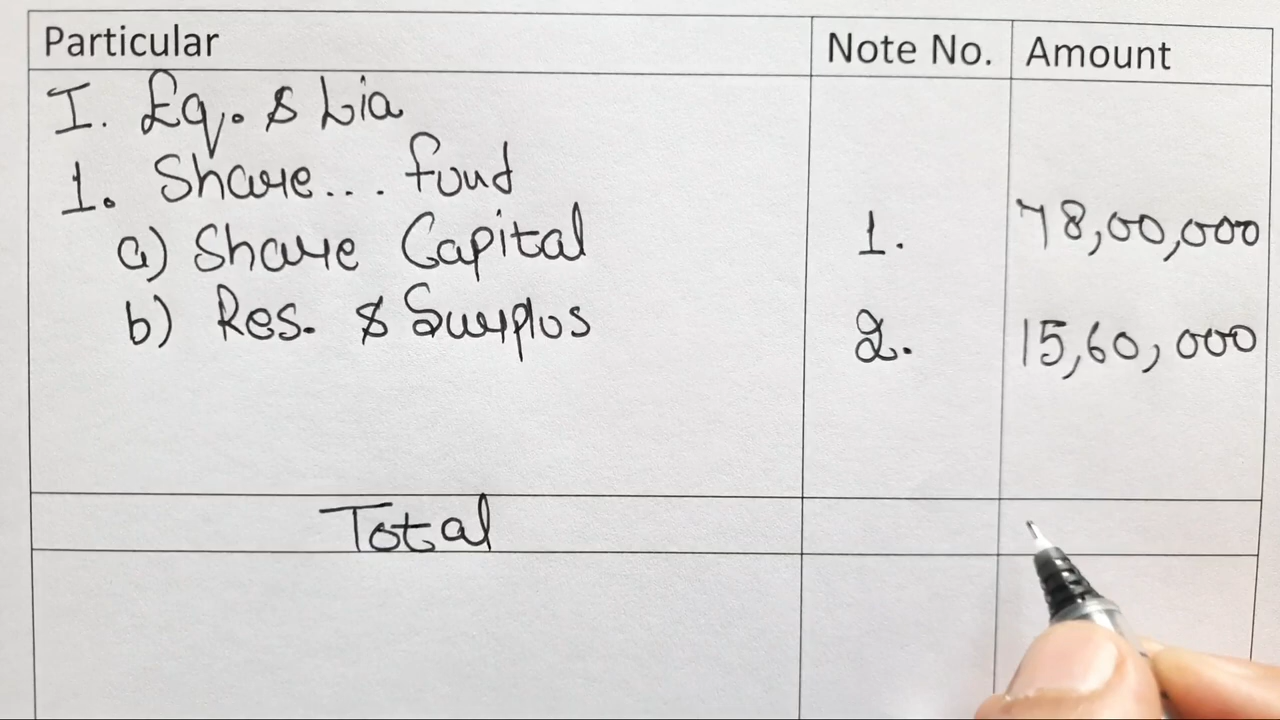 Particular Note No. Amount
I. Eq. & Lia
1. Share... fund
a) Share Capital 1. 78,00,000
b) Res. & Surplus 2. 15,60,000
Total